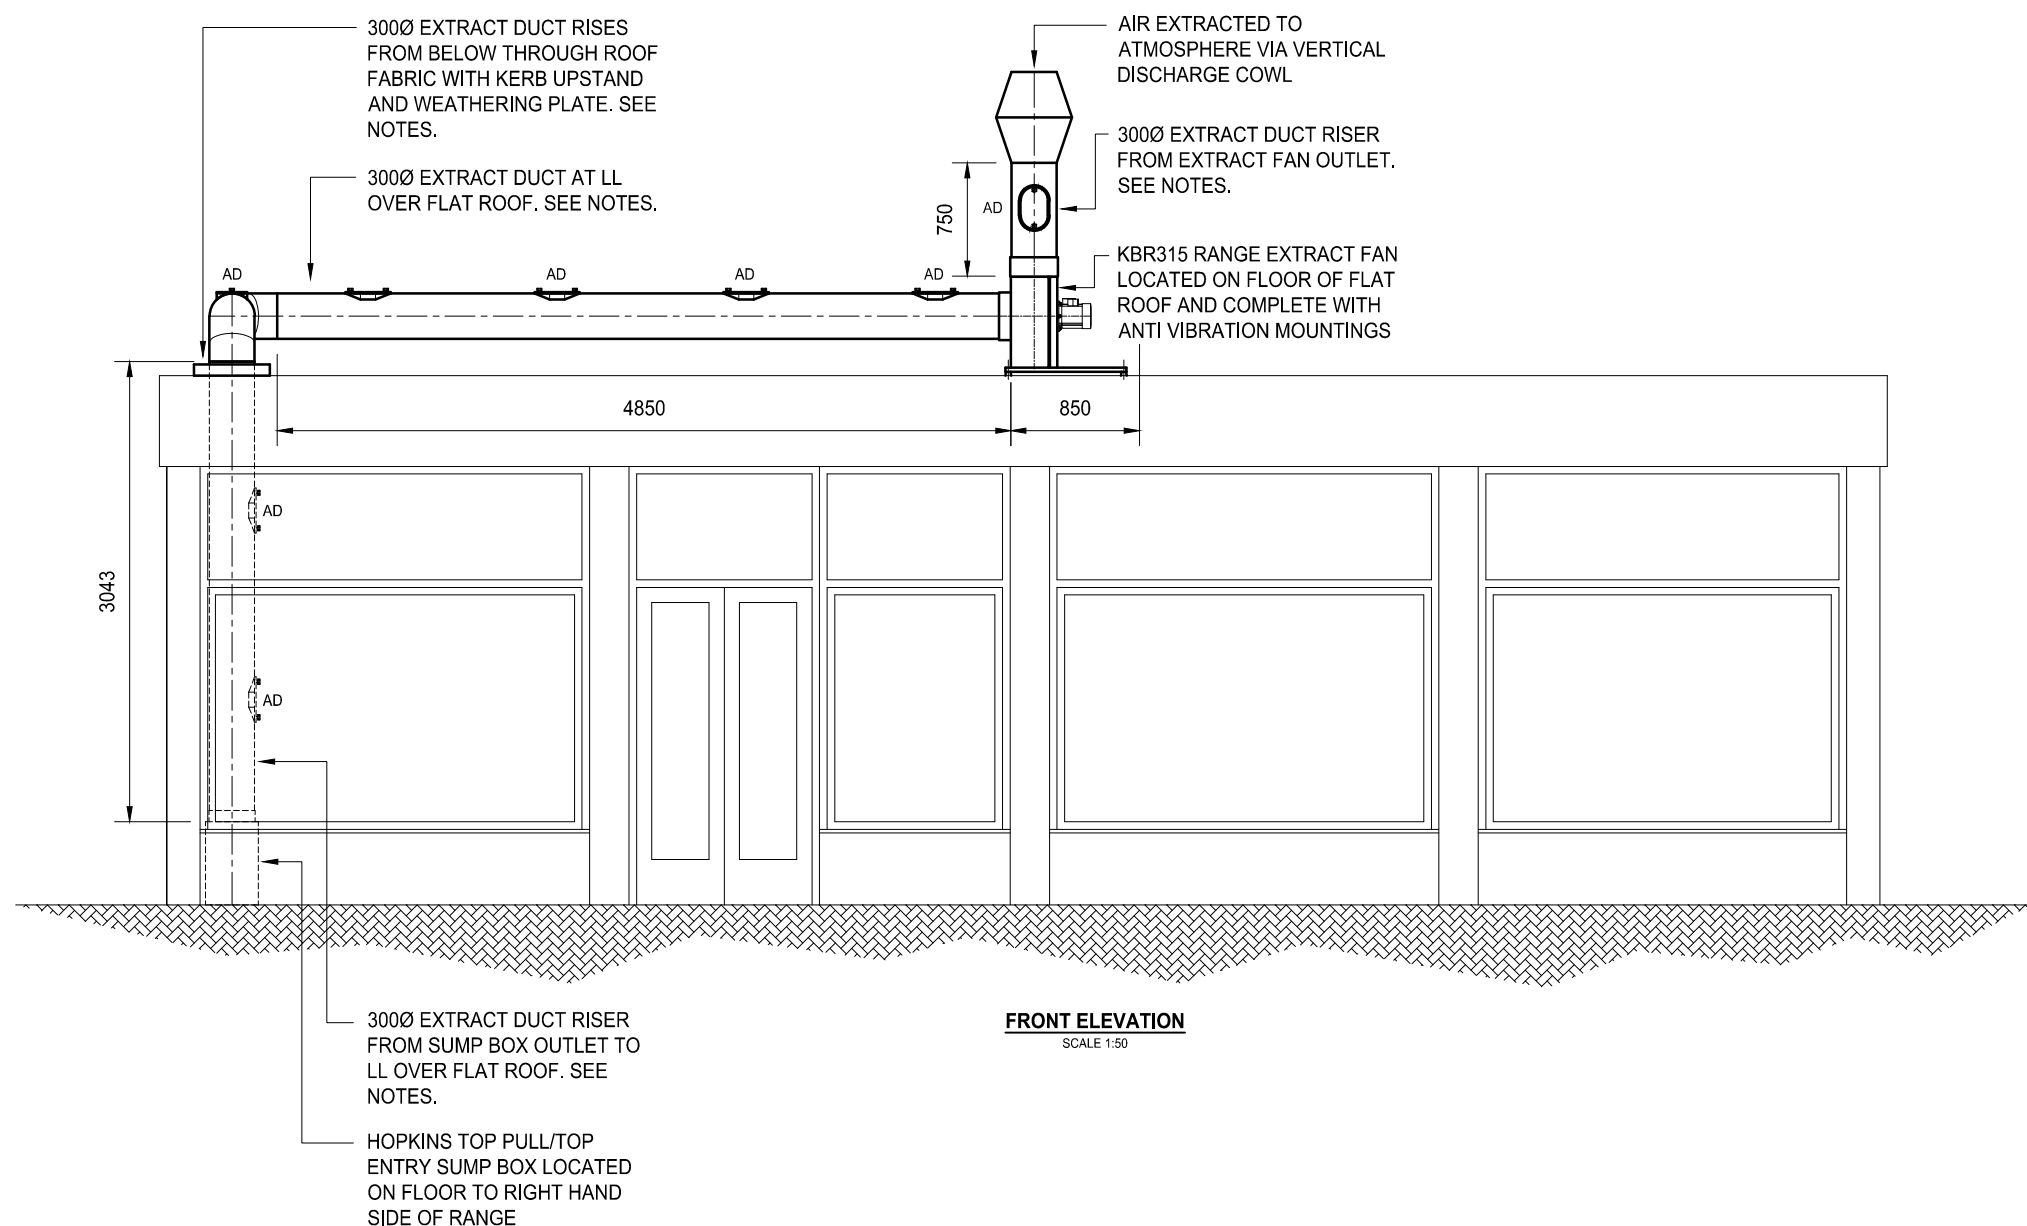 300Ø EXTRACT DUCT RISES
FROM BELOW THROUGH ROOF
FABRIC WITH KERB UPSTAND
AND WEATHERING PLATE. SEE
NOTES.
300Ø EXTRACT DUCT AT LL
OVER FLAT ROOF. SEE NOTES.
AIR EXTRACTED TO
ATMOSPHERE VIA VERTICAL
DISCHARGE COWL
300Ø EXTRACT DUCT RISER
FROM EXTRACT FAN OUTLET.
SEE NOTES.
KBR315 RANGE EXTRACT FAN
LOCATED ON FLOOR OF FLAT
ROOF AND COMPLETE WITH
ANTI VIBRATION MOUNTINGS
750
AD
AD
AD
AD
AD
4850
850
3043
AD
AD
300Ø EXTRACT DUCT RISER
FROM SUMP BOX OUTLET TO
LL OVER FLAT ROOF. SEE
NOTES.
HOPKINS TOP PULL/TOP
ENTRY SUMP BOX LOCATED
ON FLOOR TO RIGHT HAND
SIDE OF RANGE
FRONT ELEVATION
SCALE 1:50